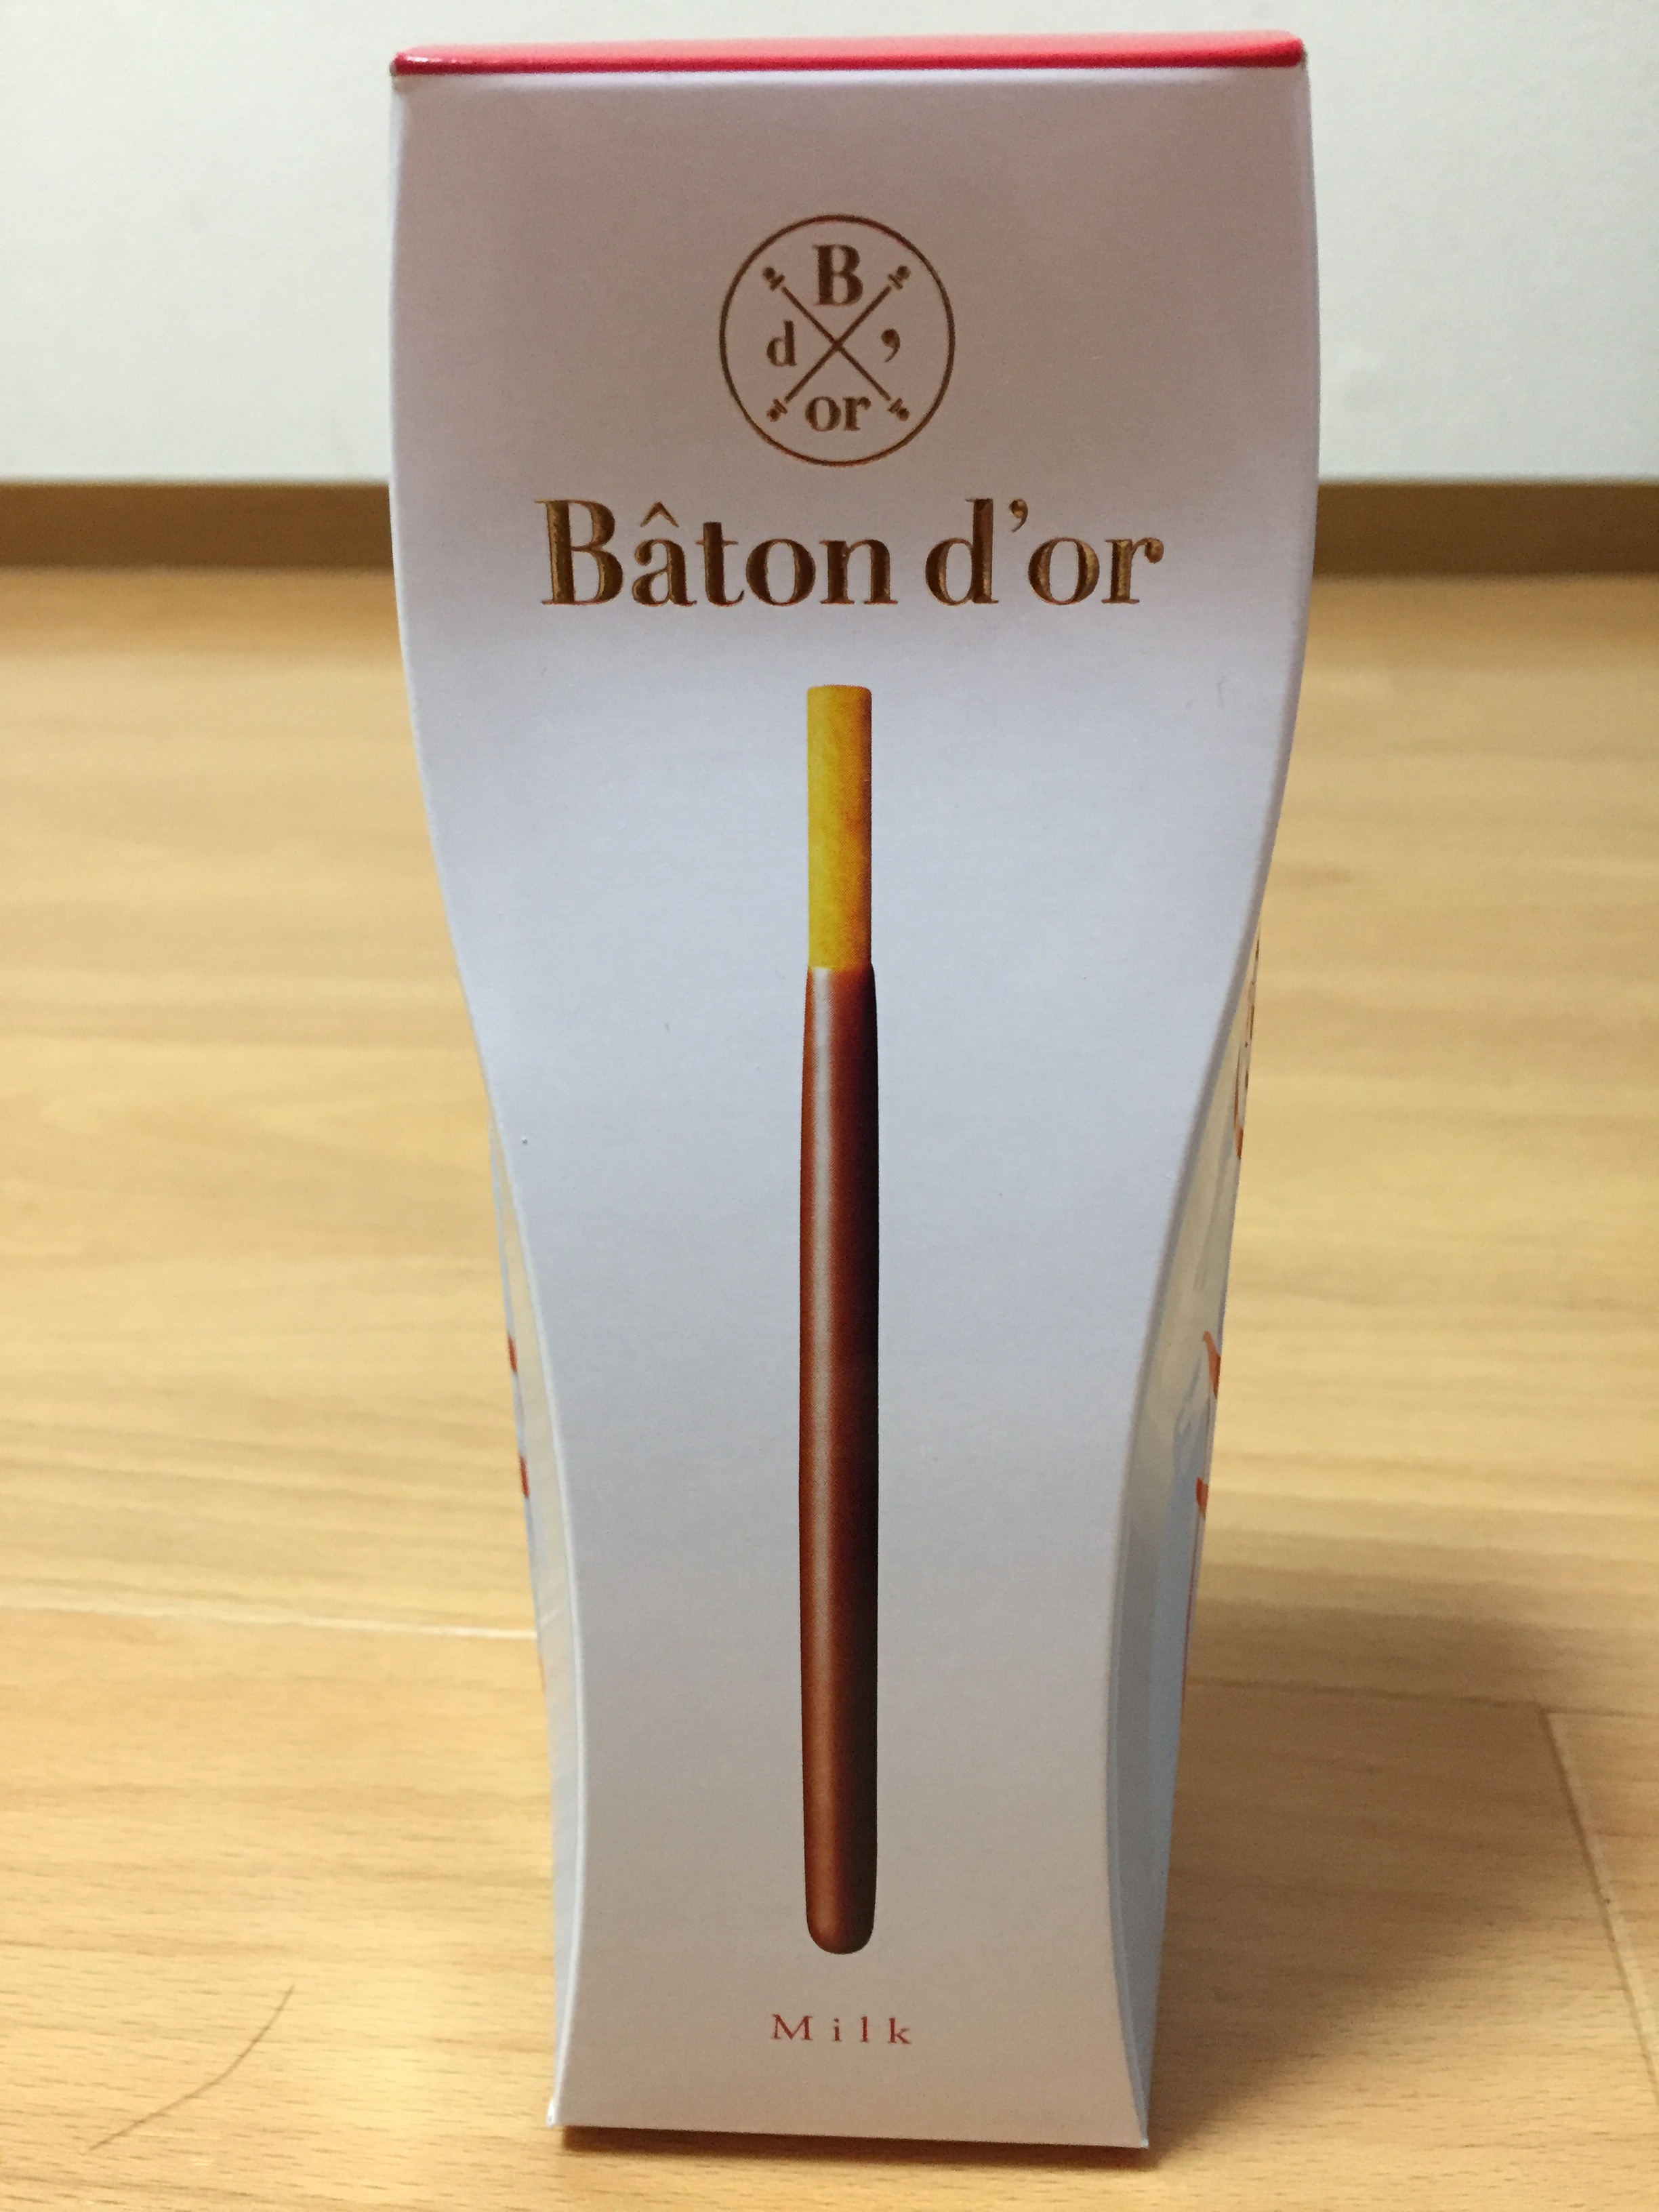 B
d ’
or
Bâton d’or
Milk